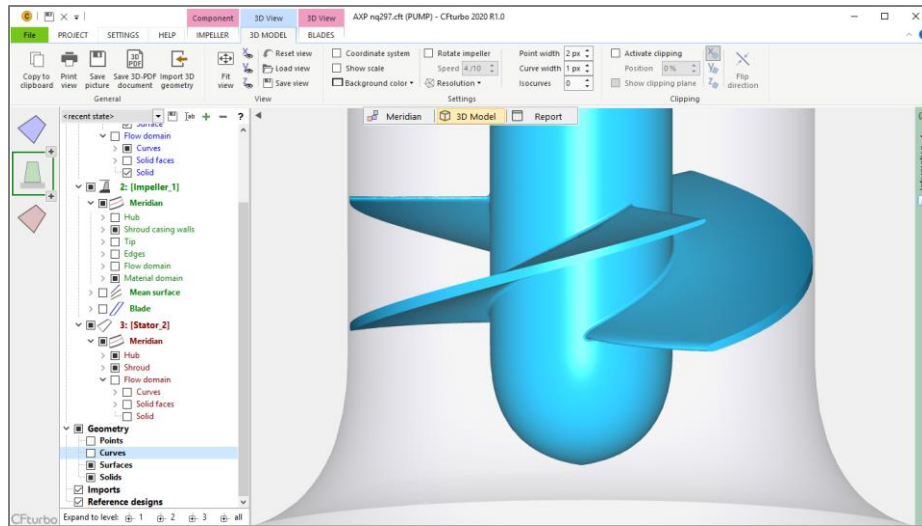 Component 3D View 3D View AXP nq297.cft (PUMP) - CFturbo 2020 R1.0
File PROJECT SETTINGS HELP IMPELLER 3D MODEL BLADES
Copy to clipboard
Print view
Save picture
Save 3D-PDF document
Import 3D geometry
General
Fit view
Reset view
Load view
Save view
View
Coordinate system
Show scale
Background color
Rotate impeller
Speed 4 /10
Resolution
Point width 2 px
Curve width 1 px
Isocurves 0
Settings
Activate clipping
Position 0 %
Show clipping plane
Flip direction
Clipping
<recent state>
Meridian 3D Model Report
Surface
Flow domain
Curves
Solid faces
Solid
2: [Impeller_1]
Meridian
Hub
Shroud casing walls
Tip
Edges
Flow domain
Material domain
Mean surface
Blade
3: [Stator_2]
Meridian
Hub
Shroud
Flow domain
Curves
Solid faces
Solid
Geometry
Points
Curves
Surfaces
Solids
Imports
Reference designs
CFturbo Expand to level: 1 2 3 all